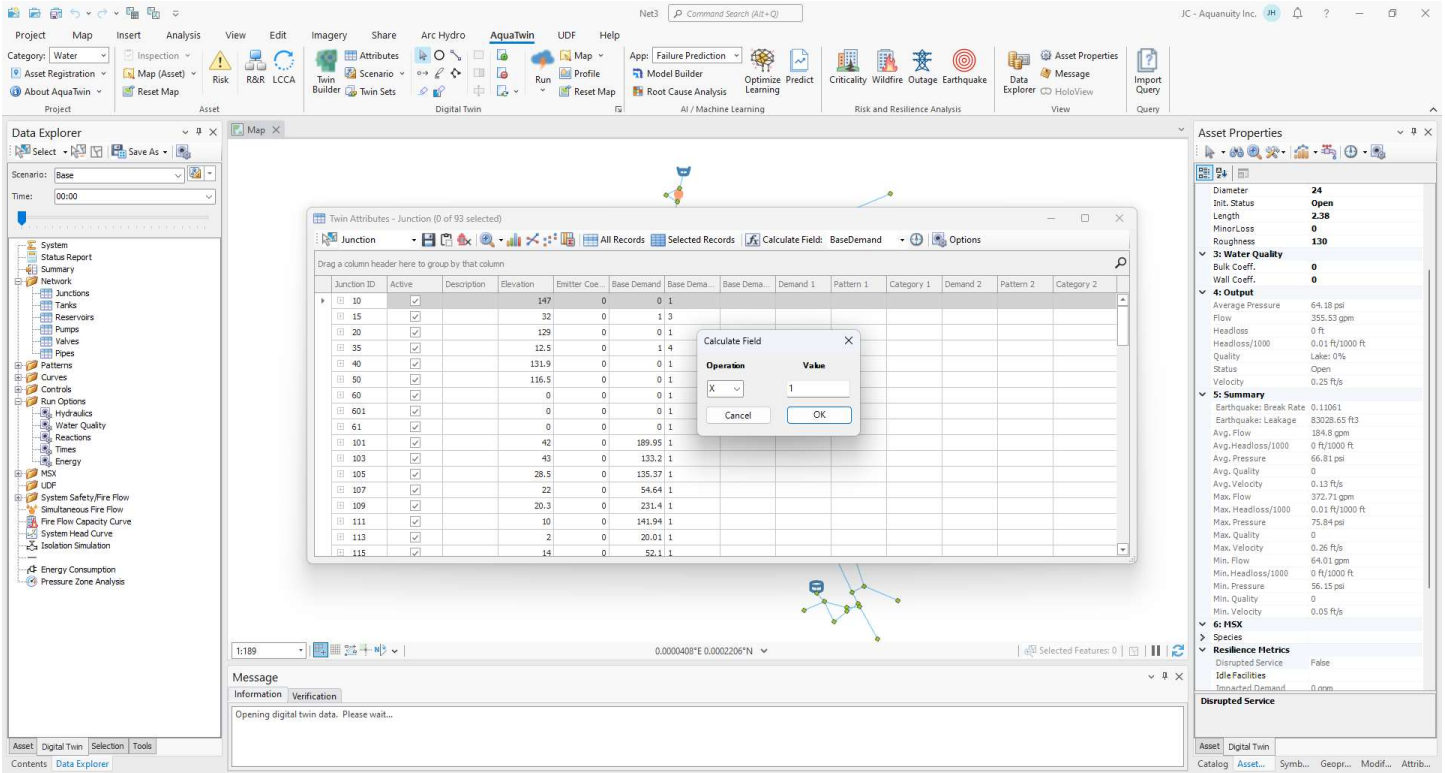 Net3 Command Search (Alt+Q) JC - Aquanuity Inc. JH ? 
Project Map Insert Analysis View Edit Imagery Share Arc Hydro AquaTwin UDF Help
Category: Water Inspection Attributes Map App: Failure Prediction Asset Properties
Asset Registration Map (Asset) Risk R&R LCCA Twin Builder Scenario Run Profile Model Builder Optimize Predict Criticality Wildfire Outage Earthquake Data Explorer Message Import Query
About AquaTwin Reset Map Twin Sets Reset Map Root Cause Analysis Learning HoloView
Project Asset Digital Twin AI / Machine Learning Risk and Resilience Analysis View Query
Data Explorer
Select Save As
Scenario: Base
Time: 00:00
System
Status Report
Summary
Network
Junctions
Tanks
Reservoirs
Pumps
Valves
Pipes
Patterns
Curves
Controls
Run Options
Hydraulics
Water Quality
Reactions
Times
Energy
MSX
UDF
System Safety/Fire Flow
Simultaneous Fire Flow
Fire Flow Capacity Curve
System Head Curve
Isolation Simulation
Energy Consumption
Pressure Zone Analysis
Asset Digital Twin Selection Tools
Contents Data Explorer
Map
Twin Attributes - Junction (0 of 93 selected)
Junction All Records Selected Records Calculate Field: BaseDemand Options
Drag a column header here to group by that column
Junction ID Active Description Elevation Emitter Coe... Base Demand Base Dema... Base Dema... Demand 1 Pattern 1 Category 1 Demand 2 Pattern 2 Category 2
10 147 0 0 1
15 32 0 1 3
20 129 0 0 1
35 12.5 0 1 4
40 131.9 0 0 1
50 116.5 0 0 1
60 0 0 0 1
601 0 0 0 1
61 0 0 0 1
101 42 0 189.95 1
103 43 0 133.2 1
105 28.5 0 135.37 1
107 22 0 54.64 1
109 20.3 0 231.4 1
111 10 0 141.94 1
113 2 0 20.01 1
115 14 0 52.1 1
Calculate Field
Operation Value
X 1
Cancel OK
1:189 0.0000408°E 0.0002206°N Selected Features: 0
Message
Information Verification
Opening digital twin data. Please wait...
Asset Properties
Diameter 24
Init. Status Open
Length 2.38
MinorLoss 0
Roughness 130
3: Water Quality
Bulk Coeff. 0
Wall Coeff. 0
4: Output
Average Pressure 64.18 psi
Flow 355.53 gpm
Headloss 0 ft
Headloss/1000 0.01 ft/1000 ft
Quality Lake: 0%
Status Open
Velocity 0.25 ft/s
5: Summary
Earthquake: Break Rate 0.11061
Earthquake: Leakage 83028.65 ft3
Avg. Flow 184.8 gpm
Avg.Headloss/1000 0 ft/1000 ft
Avg. Pressure 66.81 psi
Avg. Quality 0
Avg. Velocity 0.13 ft/s
Max. Flow 372.71 gpm
Max. Headloss/1000 0.01 ft/1000 ft
Max. Pressure 75.84 psi
Max. Quality 0
Max. Velocity 0.26 ft/s
Min. Flow 64.01 gpm
Min.Headloss/1000 0 ft/1000 ft
Min. Pressure 56.15 psi
Min. Quality 0
Min. Velocity 0.05 ft/s
6: MSX
Species
Resilience Metrics
Disrupted Service False
Idle Facilities
Impacted Demand 0 gpm
Disrupted Service
Asset Digital Twin
Catalog Asset... Symb... Geopr... Modif... Attrib...